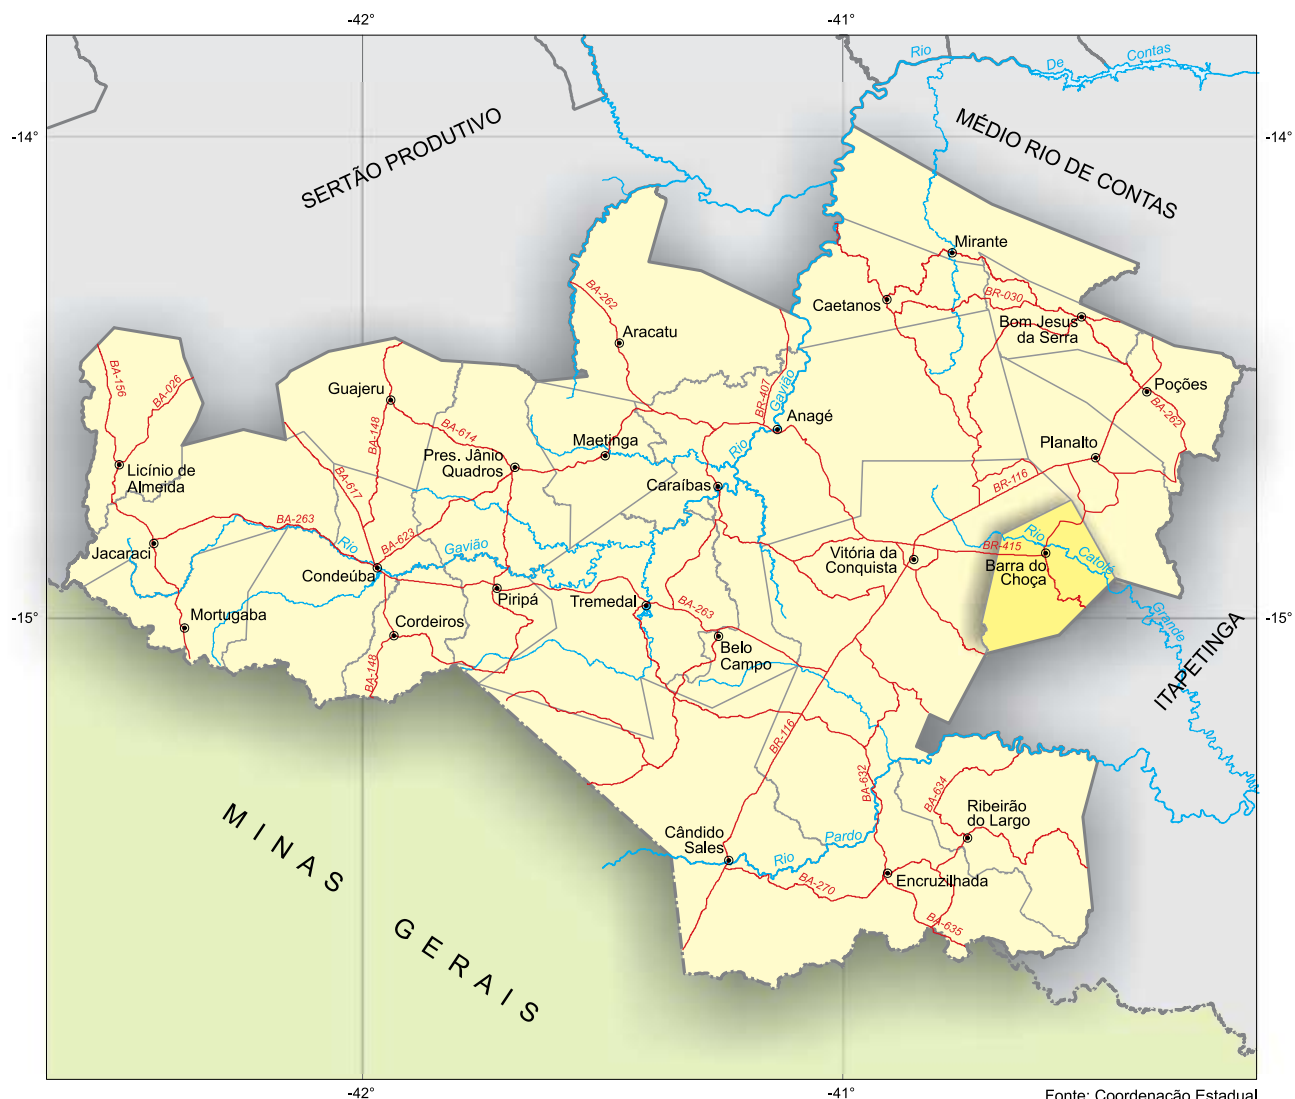 -42°
-41°
Rio
De
Contas
-14°
-14°
SERTÃO PRODUTIVO
MÉDIO RIO DE CONTAS
Mirante
BA-262
BR-030
Caetanos
Bom Jesus
da Serra
Aracatu
BA-156
BA-026
Guajeru
BR-407
Gavião
Poções
BA-262
Anagé
BA-148
BA-614
Maetinga
Rio
Planalto
Pres. Jânio
Quadros
Licínio de
Almeida
BA-617
Caraíbas
BR-116
BA-263
Rio
BA-623
Gavião
Jacaraci
Condeúba
Vitória da
Conquista
BR-415
Rio
Catolé
Barra do
Choça
Grande
Piripá
Tremedal
BA-263
Mortugaba
Cordeiros
-15°
-15°
Belo
Campo
ITAPETINGA
BA-148
BR-116
BA-632
BA-634
Ribeirão
do Largo
Cândido
Sales
Rio
Pardo
BA-270
Encruzilhada
BA-635
MINAS GERAIS
-42°
-41°
Fonte: Coordenação Estadual